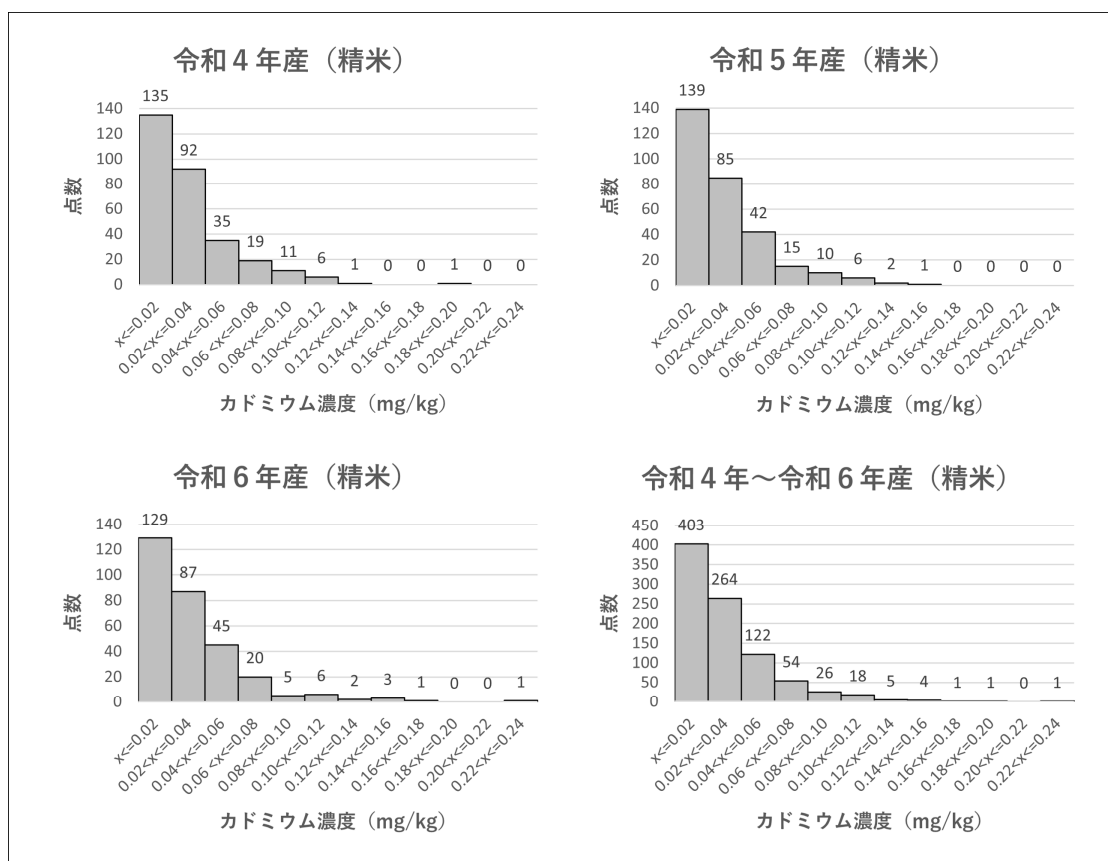 令和４年産（精米）
点数
140
120
100
80
60
40
20
0
135
92
35
19
11
6
1
0
0
1
0
0
x<=0.02
0.02<x<=0.04
0.04<x<=0.06
0.06 <x<=0.08
0.08<x<=0.10
0.10<x<=0.12
0.12<x<=0.14
0.14<x<=0.16
0.16<x<=0.18
0.18<x<=0.20
0.20<x<=0.22
0.22<x<=0.24
カドミウム濃度（mg/kg）
令和５年産（精米）
点数
140
120
100
80
60
40
20
0
139
85
42
15
10
6
2
1
0
0
0
0
x<=0.02
0.02<x<=0.04
0.04<x<=0.06
0.06 <x<=0.08
0.08<x<=0.10
0.10<x<=0.12
0.12<x<=0.14
0.14<x<=0.16
0.16<x<=0.18
0.18<x<=0.20
0.20<x<=0.22
0.22<x<=0.24
カドミウム濃度（mg/kg）
令和６年産（精米）
点数
140
120
100
80
60
40
20
0
129
87
45
20
5
6
2
3
1
0
0
1
x<=0.02
0.02<x<=0.04
0.04<x<=0.06
0.06 <x<=0.08
0.08<x<=0.10
0.10<x<=0.12
0.12<x<=0.14
0.14<x<=0.16
0.16<x<=0.18
0.18<x<=0.20
0.20<x<=0.22
0.22<x<=0.24
カドミウム濃度（mg/kg）
令和４年～令和６年産（精米）
点数
450
400
350
300
250
200
150
100
50
0
403
264
122
54
26
18
5
4
1
1
0
1
x<=0.02
0.02<x<=0.04
0.04<x<=0.06
0.06 <x<=0.08
0.08<x<=0.10
0.10<x<=0.12
0.12<x<=0.14
0.14<x<=0.16
0.16<x<=0.18
0.18<x<=0.20
0.20<x<=0.22
0.22<x<=0.24
カドミウム濃度（mg/kg）